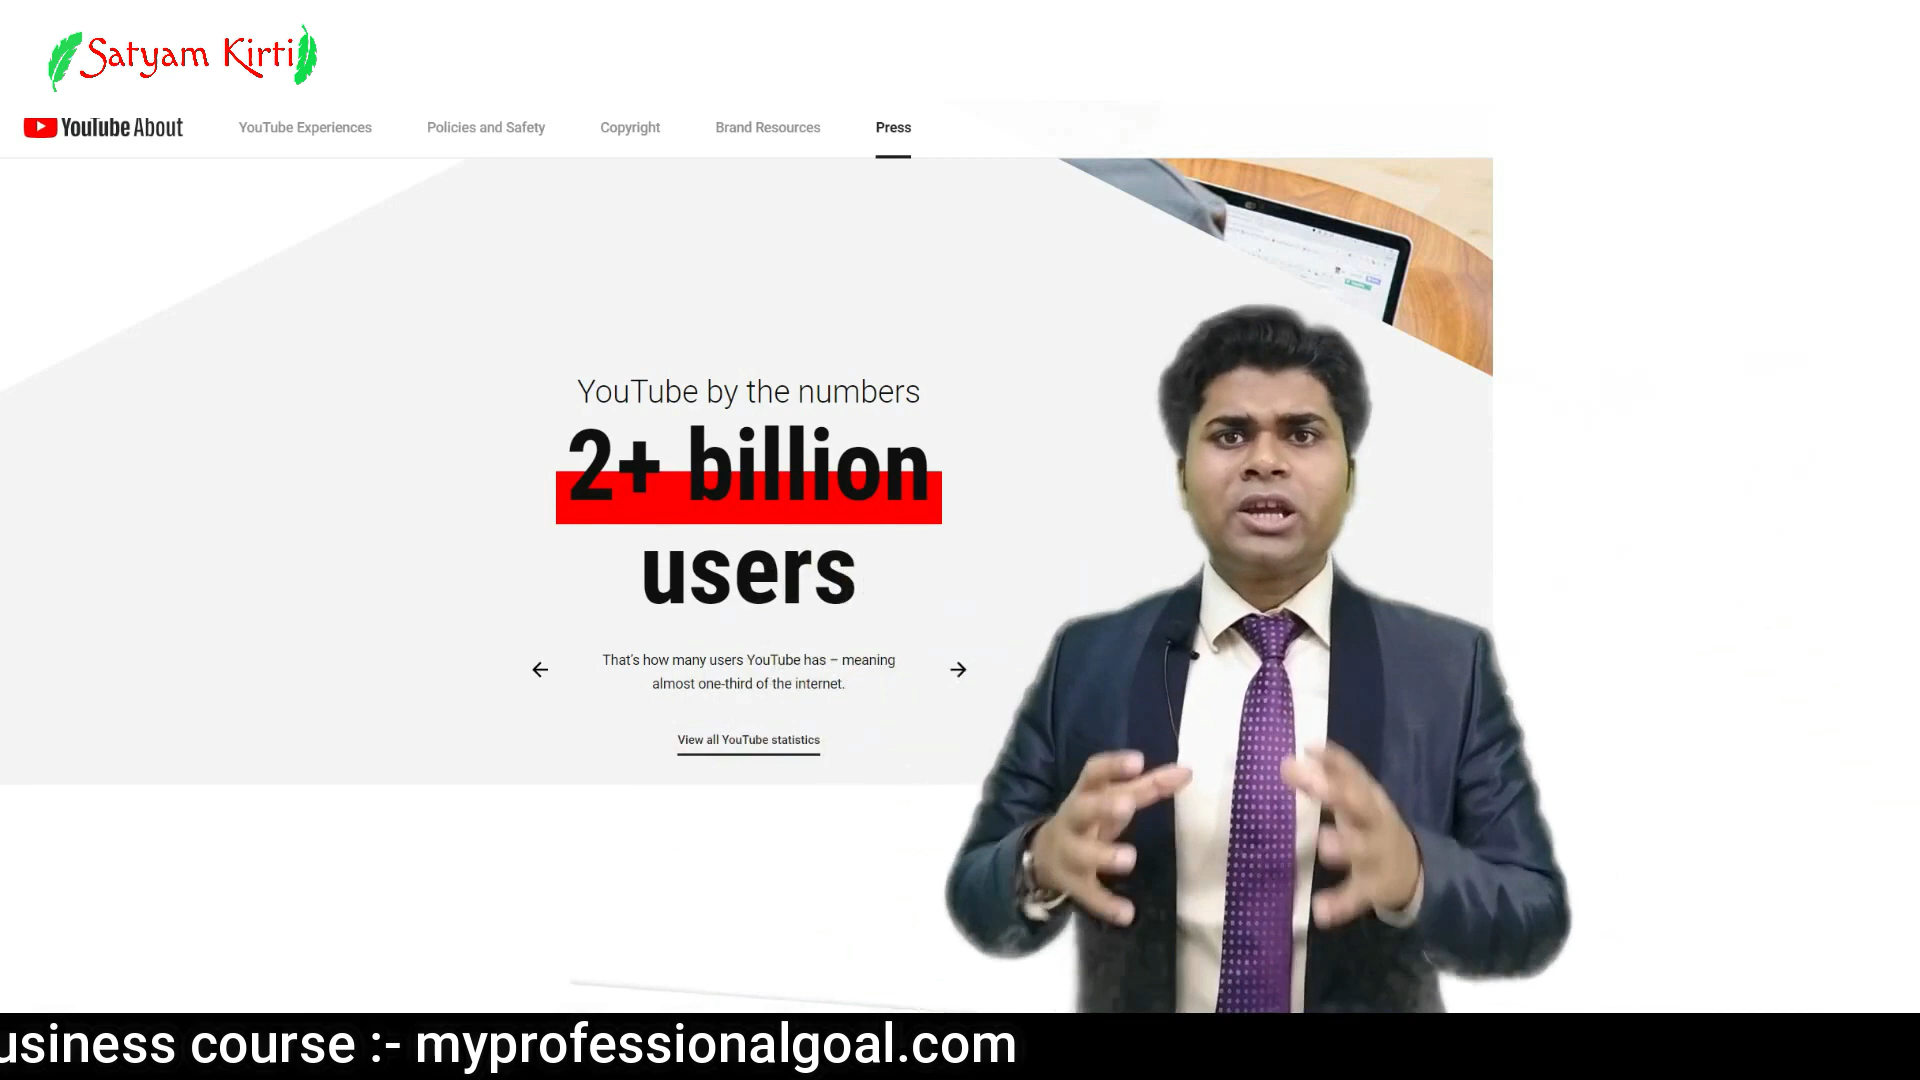 Satyam Kirti
YouTube About
YouTube Experiences
Policies and Safety
Copyright
Brand Resources
Press
YouTube by the numbers
2+ billion
users
That's how many users YouTube has – meaning
almost one-third of the internet.
View all YouTube statistics
usiness course :- myprofessionalgoal.com